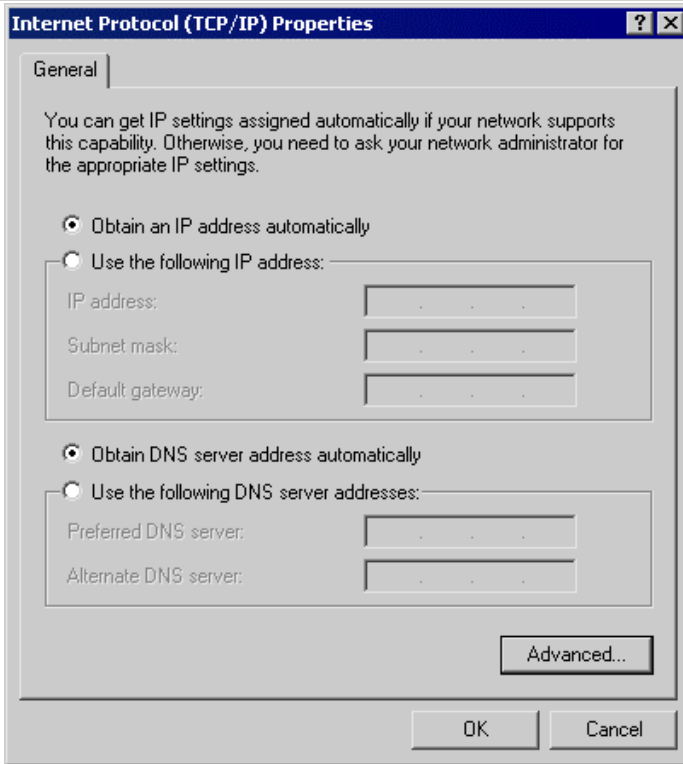 Internet Protocol (TCP/IP) Properties
General
You can get IP settings assigned automatically if your network supports
this capability. Otherwise, you need to ask your network administrator for
the appropriate IP settings.
Obtain an IP address automatically
Use the following IP address:
IP address:
Subnet mask:
Default gateway:
Obtain DNS server address automatically
Use the following DNS server addresses:
Preferred DNS server:
Alternate DNS server:
Advanced...
OK Cancel